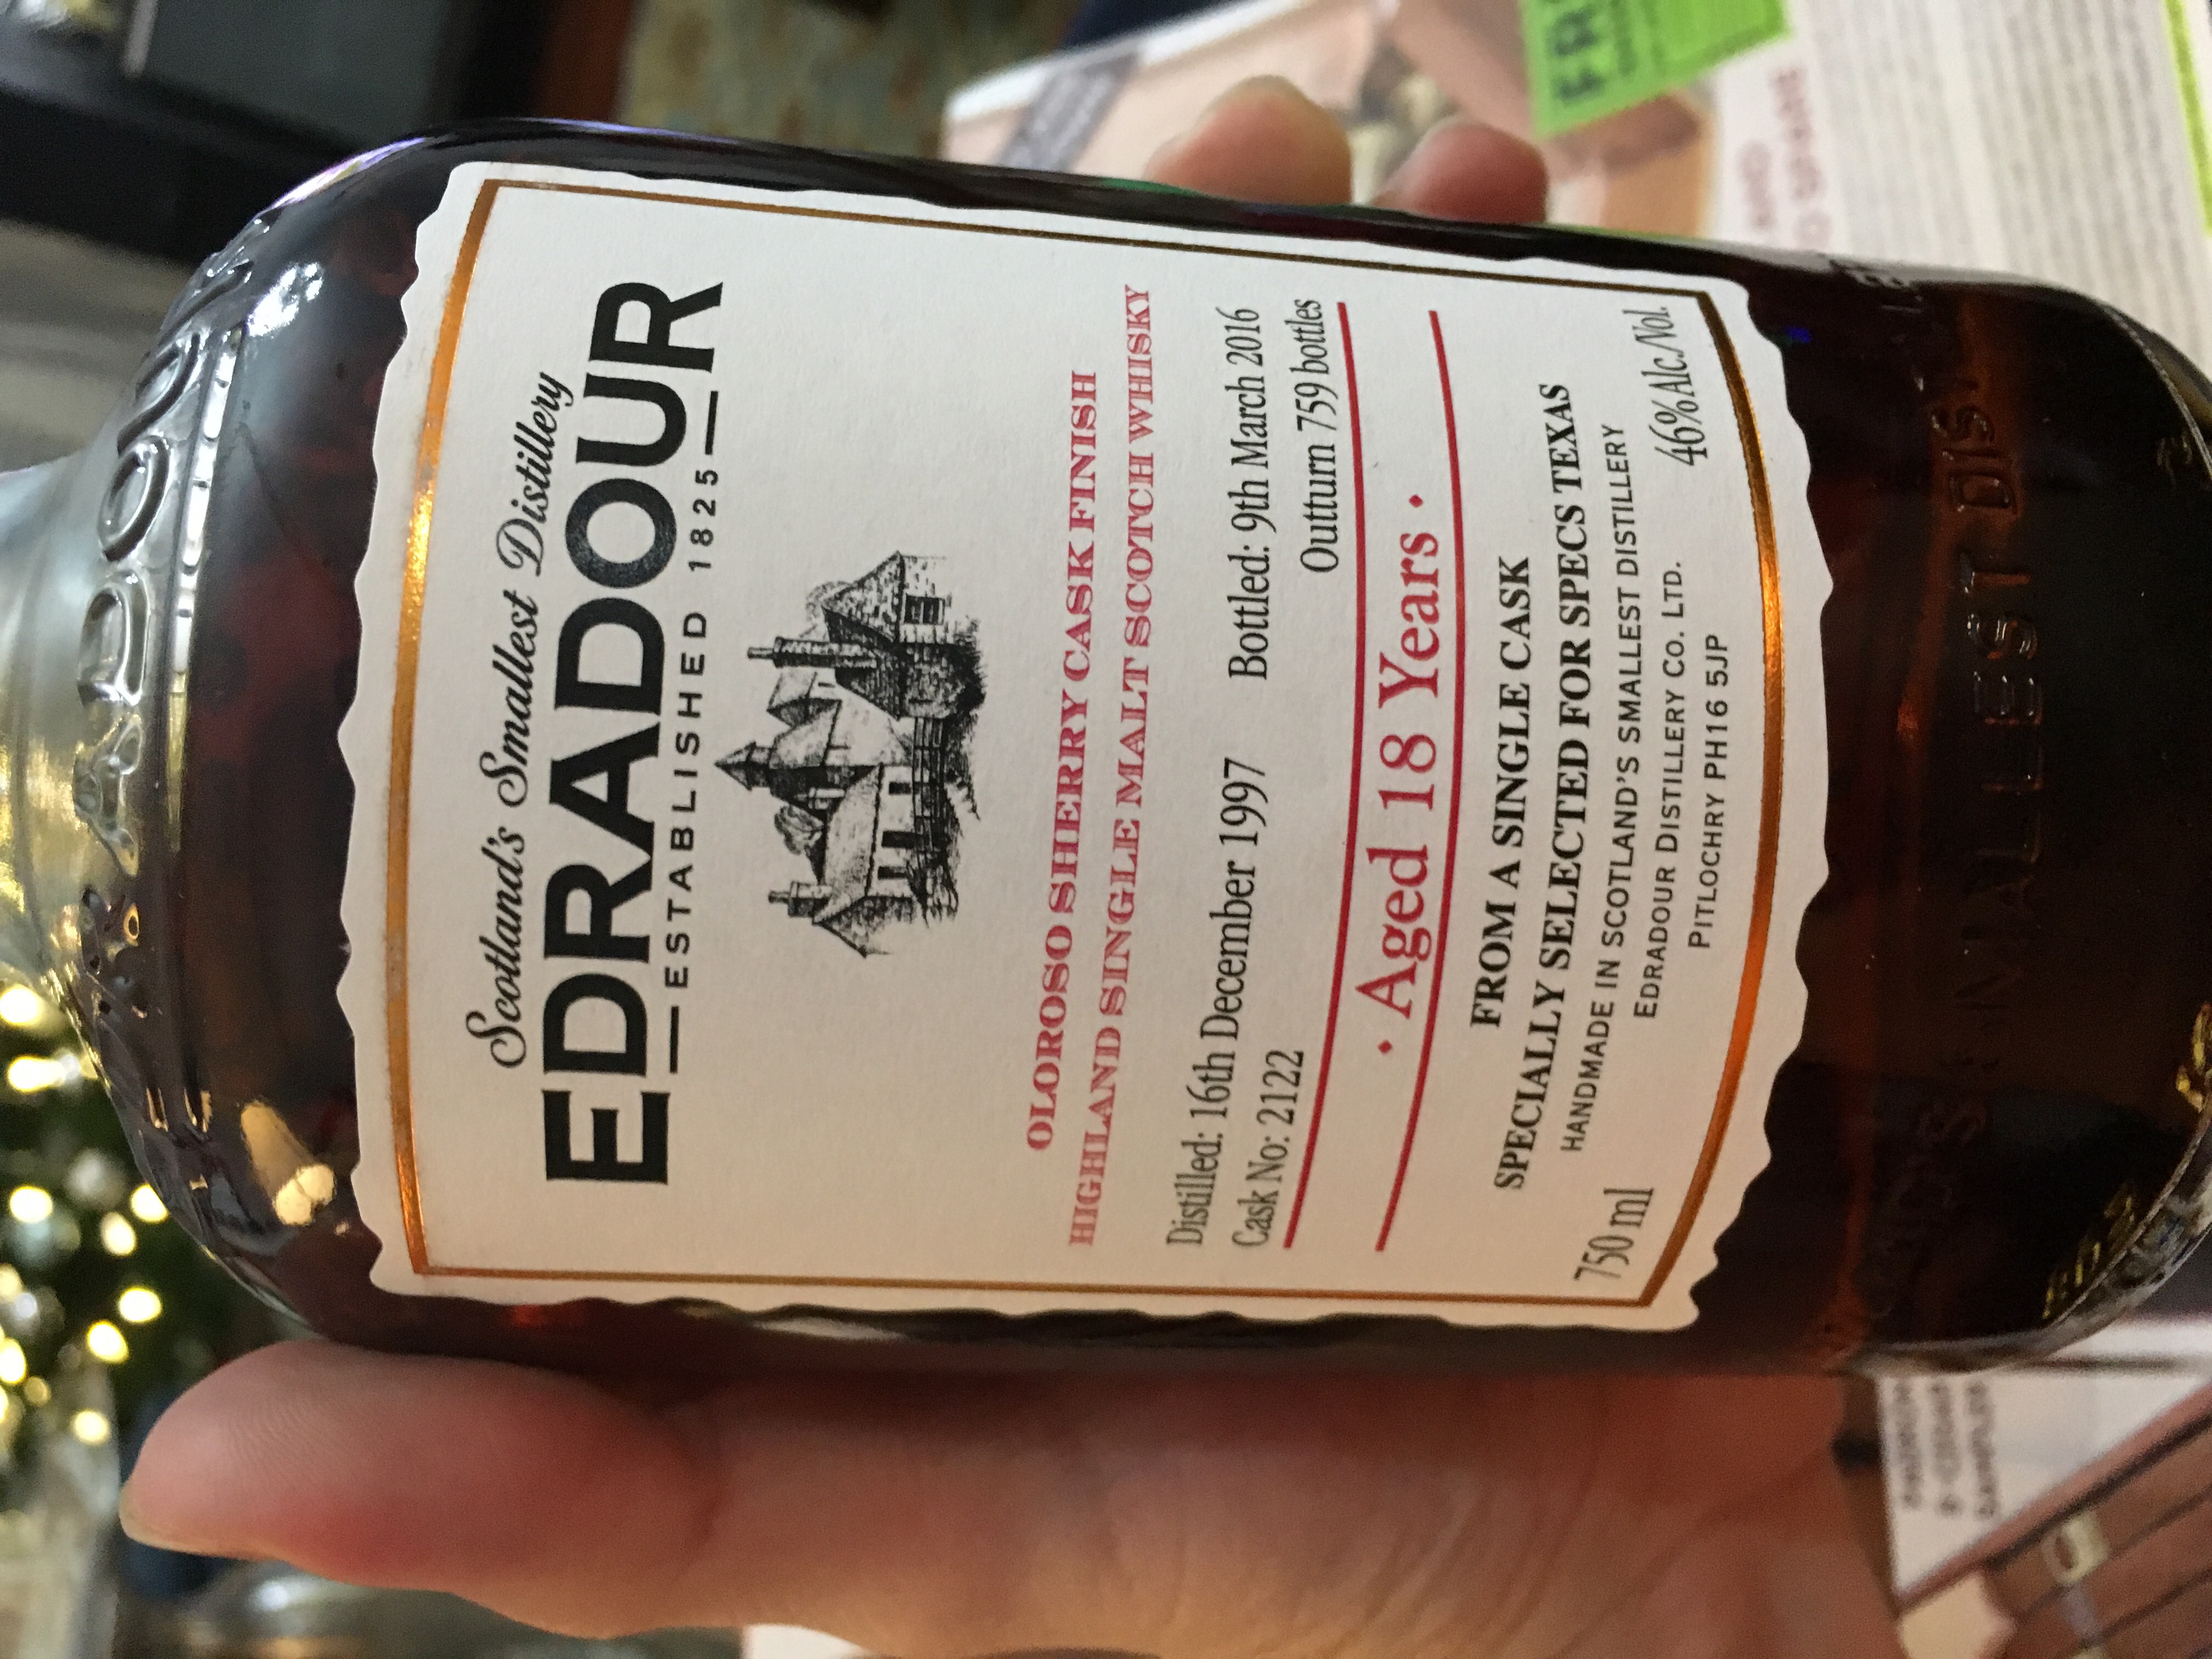 Scotland's Smallest Distillery
EDRADOUR
ESTABLISHED 1825
OLOROSO SHERRY CASK FINISH
HIGHLAND SINGLE MALT SCOTCH WHISKY
Distilled: 16th December 1997 Bottled: 9th March 2016
Cask No: 2122 Outturn 759 bottles
· Aged 18 Years ·
FROM A SINGLE CASK
SPECIALLY SELECTED FOR SPECS TEXAS
HANDMADE IN SCOTLAND'S SMALLEST DISTILLERY
750 ml EDRADOUR DISTILLERY CO. LTD. 46%Alc./Vol.
PITLOCHRY PH16 5JP
SMALLEST DIST